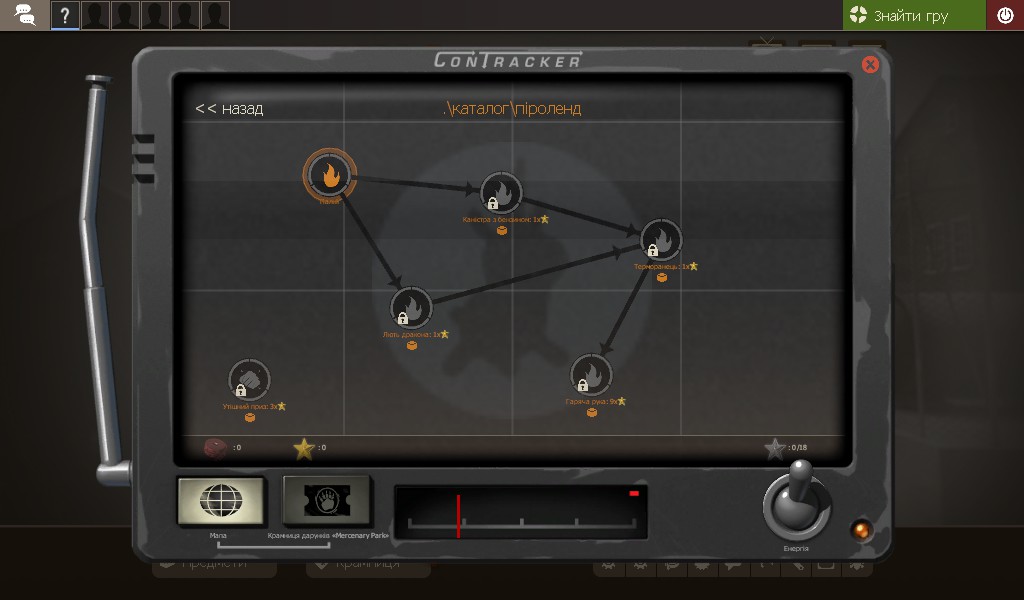 ?
Знайти гру
CONTRACKER
<< назад
.\каталог\піроленд
Палій
Каністра з бензином: 1x
Терморанець: 1x
Лють дракона: 1x
Гаряча рука: 9x
Утішний приз: 3x
: 0
: 0
: 0/18
Мапа
Крамниця дарунків «Mercenary Park»
Енергія
Предмети
Крамниця